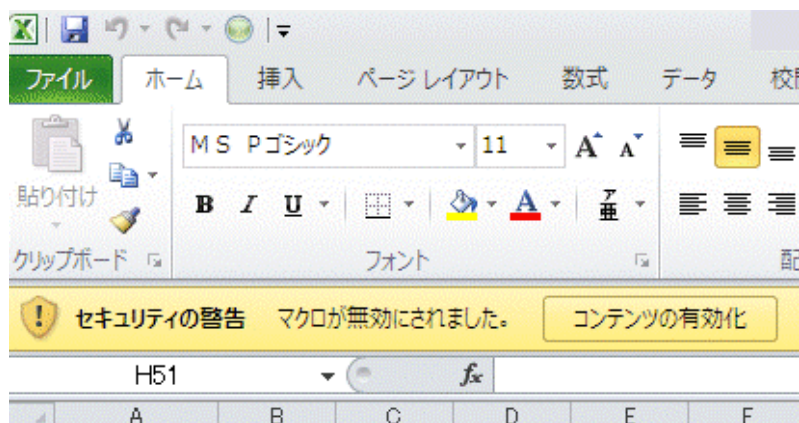 ファイル ホーム 挿入 ページ レイアウト 数式 データ
MS Pゴシック 11 A A
貼り付け B I U A ア亜
クリップボード フォント 配
セキュリティの警告 マクロが無効にされました。 コンテンツの有効化
H51 fx
A B C D E F